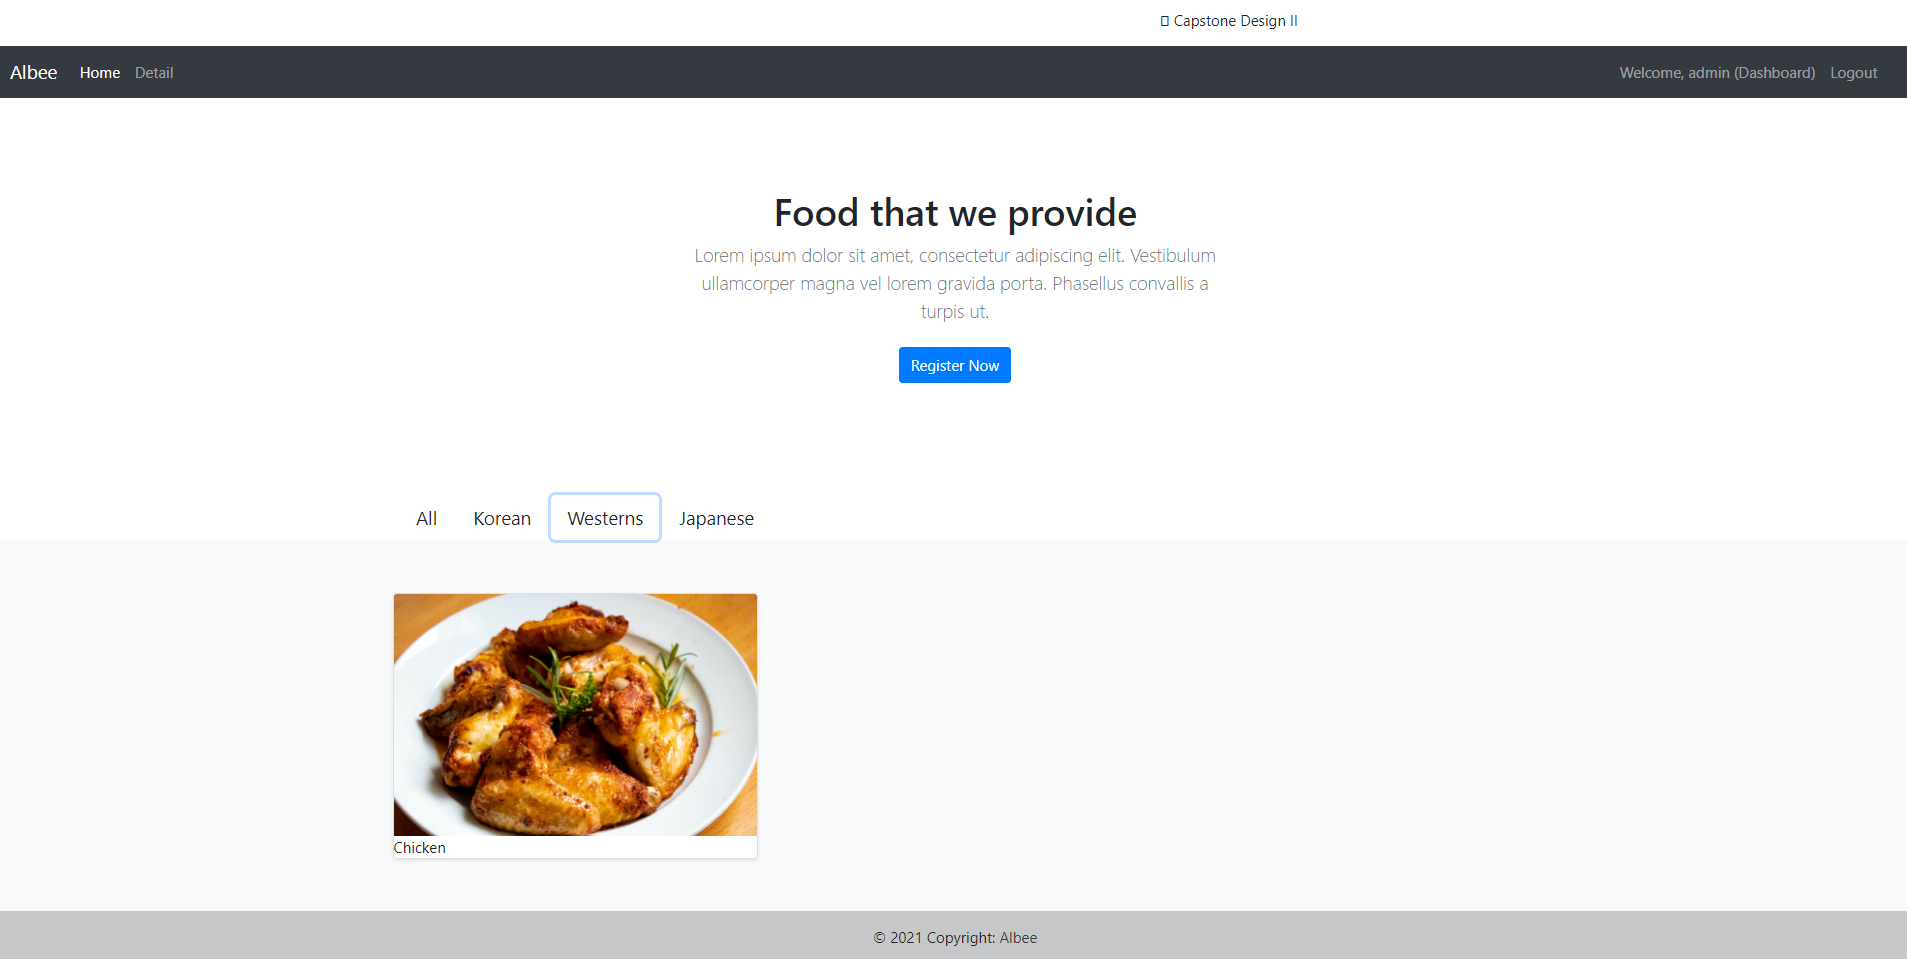 Capstone Design II
Albee Home Detail Welcome, admin (Dashboard) Logout
Food that we provide
Lorem ipsum dolor sit amet, consectetur adipiscing elit. Vestibulum
ullamcorper magna vel lorem gravida porta. Phasellus convallis a
turpis ut.
Register Now
All Korean Westerns Japanese
Chicken
© 2021 Copyright: Albee